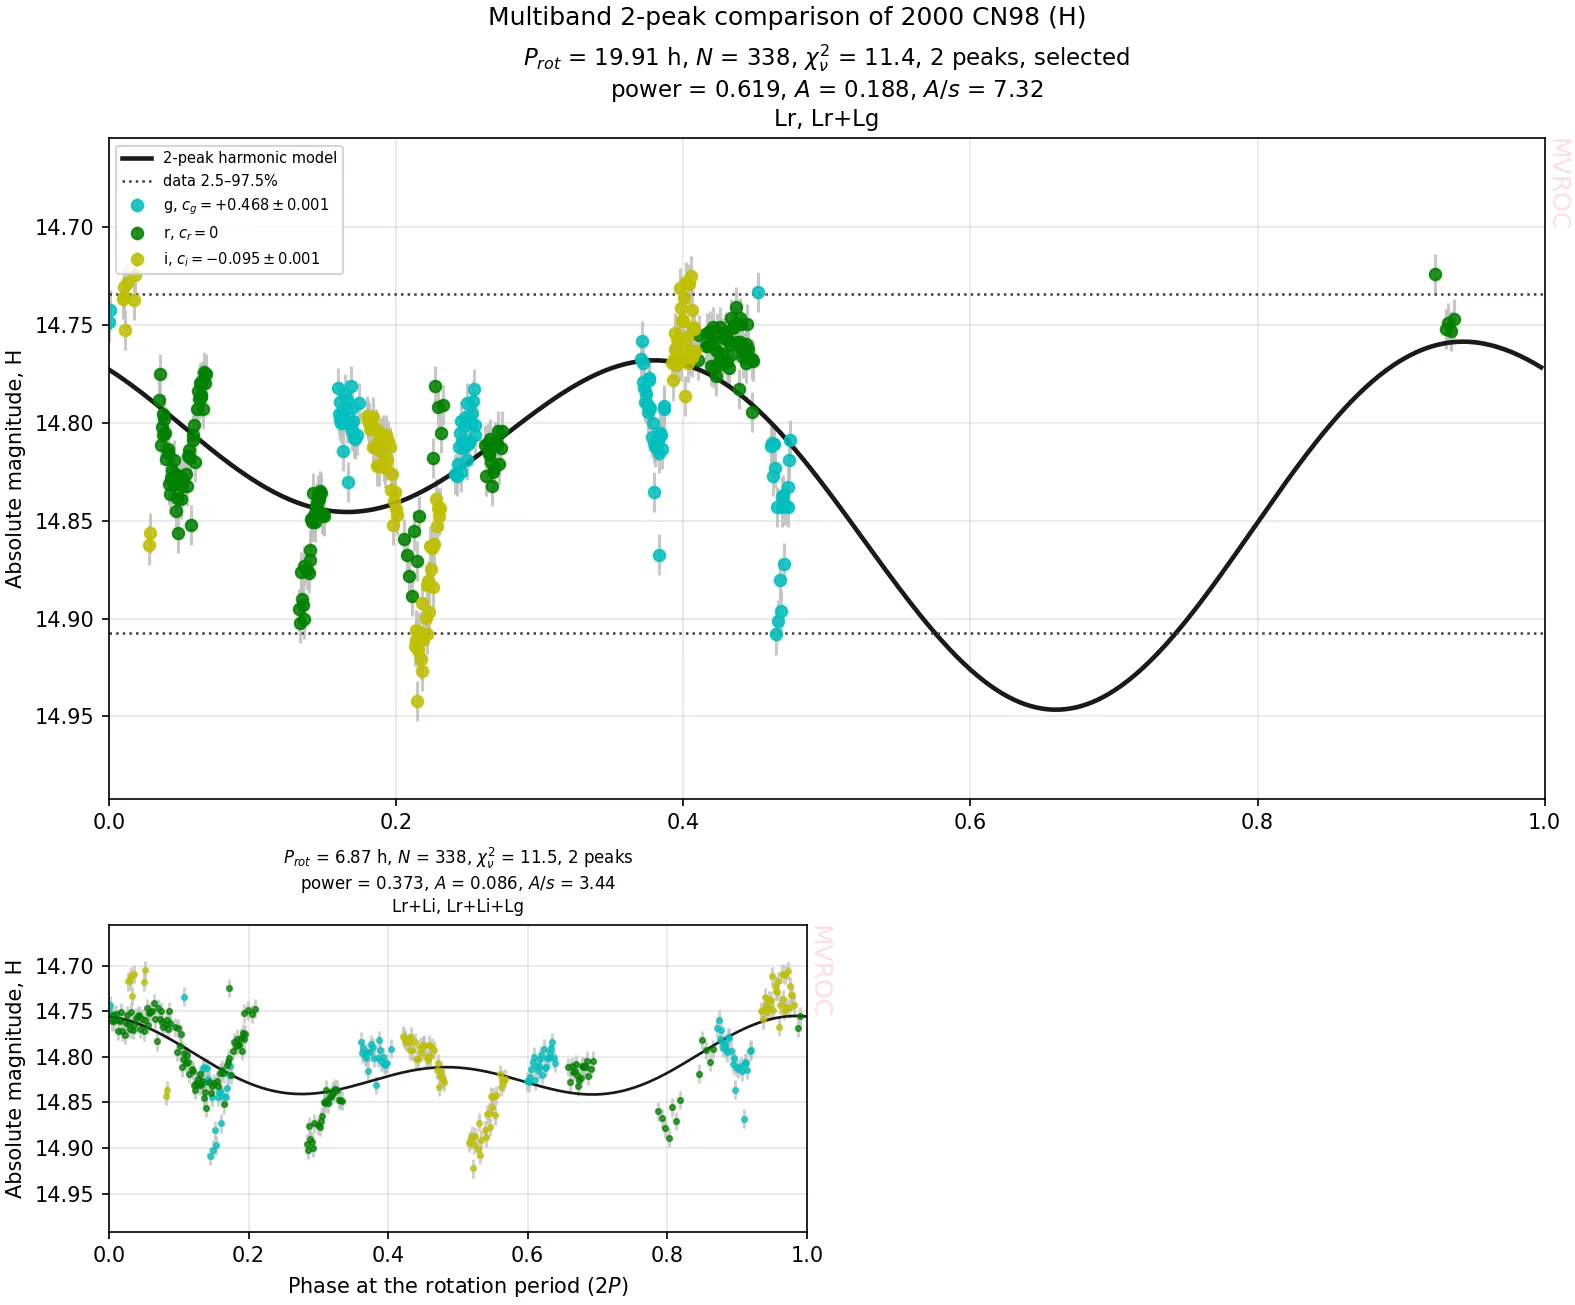 Multiband 2-peak comparison of 2000 CN98 (H)
P_rot = 19.91 h, N = 338, χ²_ν = 11.4, 2 peaks, selected
power = 0.619, A = 0.188, A/s = 7.32
Lr, Lr+Lg
2-peak harmonic model
data 2.5–97.5%
g, c_g = +0.468 ± 0.001
r, c_r = 0
i, c_i = −0.095 ± 0.001
MVROC
Absolute magnitude, H
14.70
14.75
14.80
14.85
14.90
14.95
0.0 0.2 0.4 0.6 0.8 1.0
P_rot = 6.87 h, N = 338, χ²_ν = 11.5, 2 peaks
power = 0.373, A = 0.086, A/s = 3.44
Lr+Li, Lr+Li+Lg
MVROC
Absolute magnitude, H
14.70
14.75
14.80
14.85
14.90
14.95
0.0 0.2 0.4 0.6 0.8 1.0
Phase at the rotation period (2P)